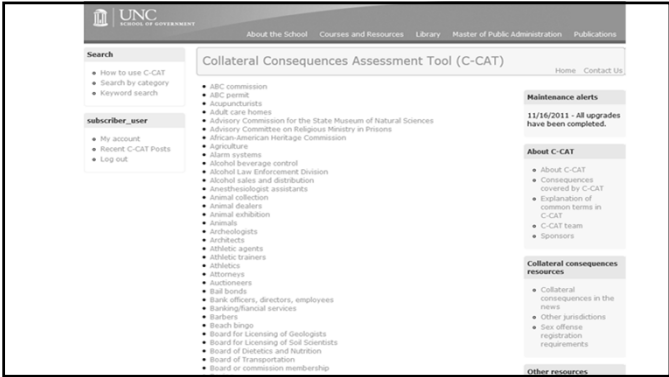 UNC
SCHOOL OF GOVERNMENT
About the School Courses and Resources Library Master of Public Administration Publications
Search
How to use C-CAT
Search by category
Keyword search
subscriber_user
My account
Recent C-CAT Posts
Log out
Collateral Consequences Assessment Tool (C-CAT)
Home Contact Us
ABC commission
ABC permit
Acupuncturists
Adult care homes
Advisory Commission for the State Museum of Natural Sciences
Advisory Committee on Religious Ministry in Prisons
African-American Heritage Commission
Agriculture
Alarm systems
Alcohol beverage control
Alcohol Law Enforcement Division
Alcohol sales and distribution
Anesthesiologist assistants
Animal collection
Animal dealers
Animal exhibition
Animals
Archeologists
Architects
Athletic agents
Athletic trainers
Athletics
Attorneys
Auctioneers
Bail bonds
Bank officers, directors, employees
Banking/fiancial services
Barbers
Beach bingo
Board for Licensing of Geologists
Board for Licensing of Soil Scientists
Board of Dietetics and Nutrition
Board of Transportation
Board or commission membership
Maintenance alerts
11/16/2011 - All upgrades
have been completed.
About C-CAT
About C-CAT
Consequences
covered by C-CAT
Explanation of
common terms in
C-CAT
C-CAT team
Sponsors
Collateral consequences
resources
Collateral
consequences in the
news
Other jurisdictions
Sex offense
registration
requirements
Other resources